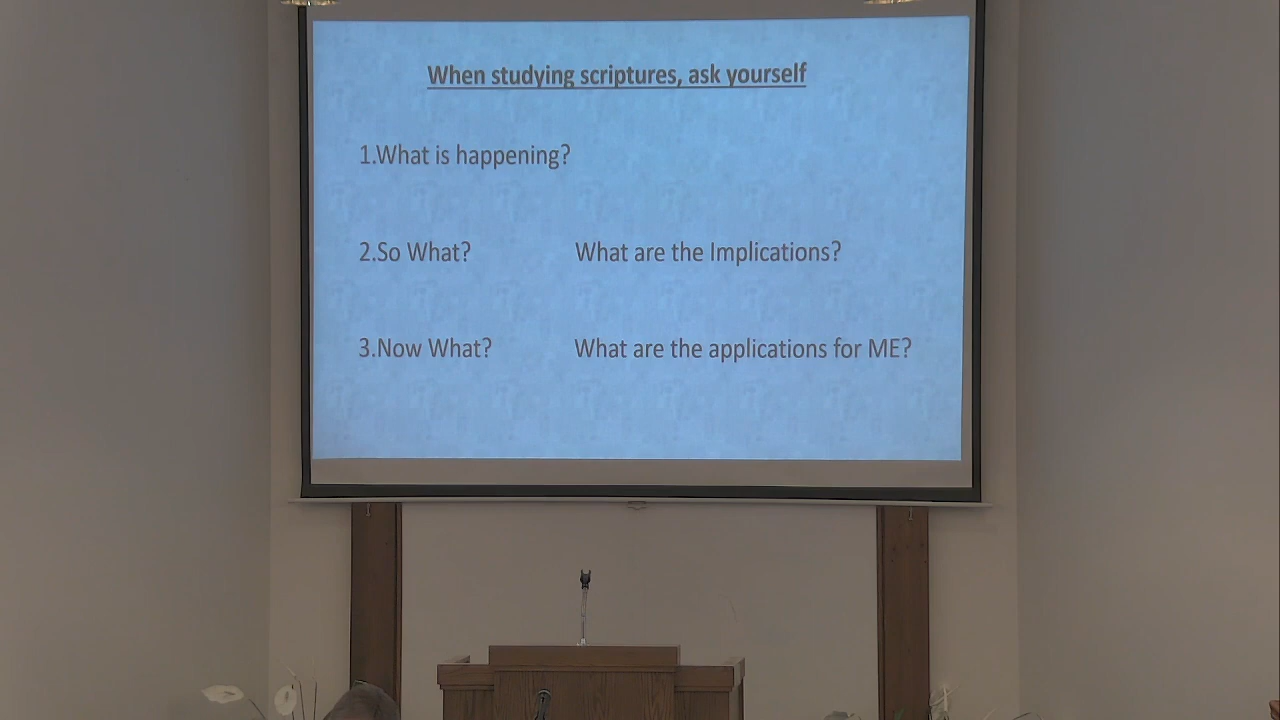 When studying scriptures, ask yourself
1.What is happening?
2.So What? What are the Implications?
3.Now What? What are the applications for ME?